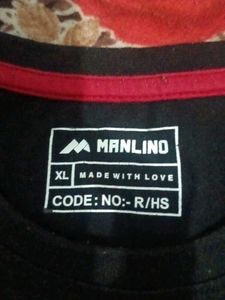 MANLINO
XL MADE WITH LOVE
CODE: NO:- R/HS